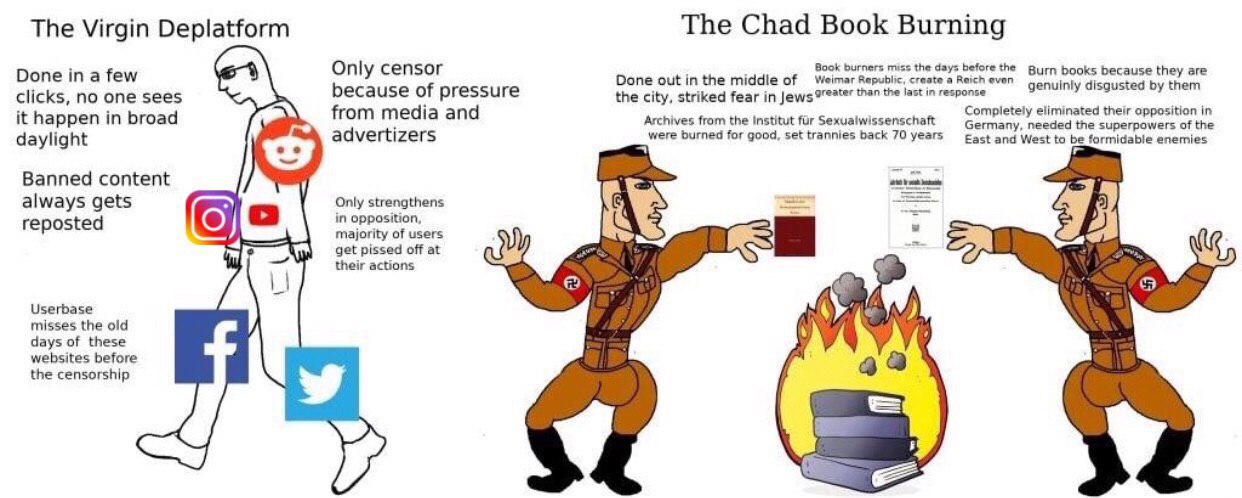 The Virgin Deplatform
Done in a few
clicks, no one sees
it happen in broad
daylight
Only censor
because of pressure
from media and
advertizers
Banned content
always gets
reposted
Only strengthens
in opposition,
majority of users
get pissed off at
their actions
Userbase
misses the old
days of these
websites before
the censorship
The Chad Book Burning
Done out in the middle of
the city, striked fear in Jews
Book burners miss the days before the
Weimar Republic, create a Reich even
greater than the last in response
Burn books because they are
genuinly disgusted by them
Archives from the Institut für Sexualwissenschaft
were burned for good, set trannies back 70 years
Completely eliminated their opposition in
Germany, needed the superpowers of the
East and West to be formidable enemies